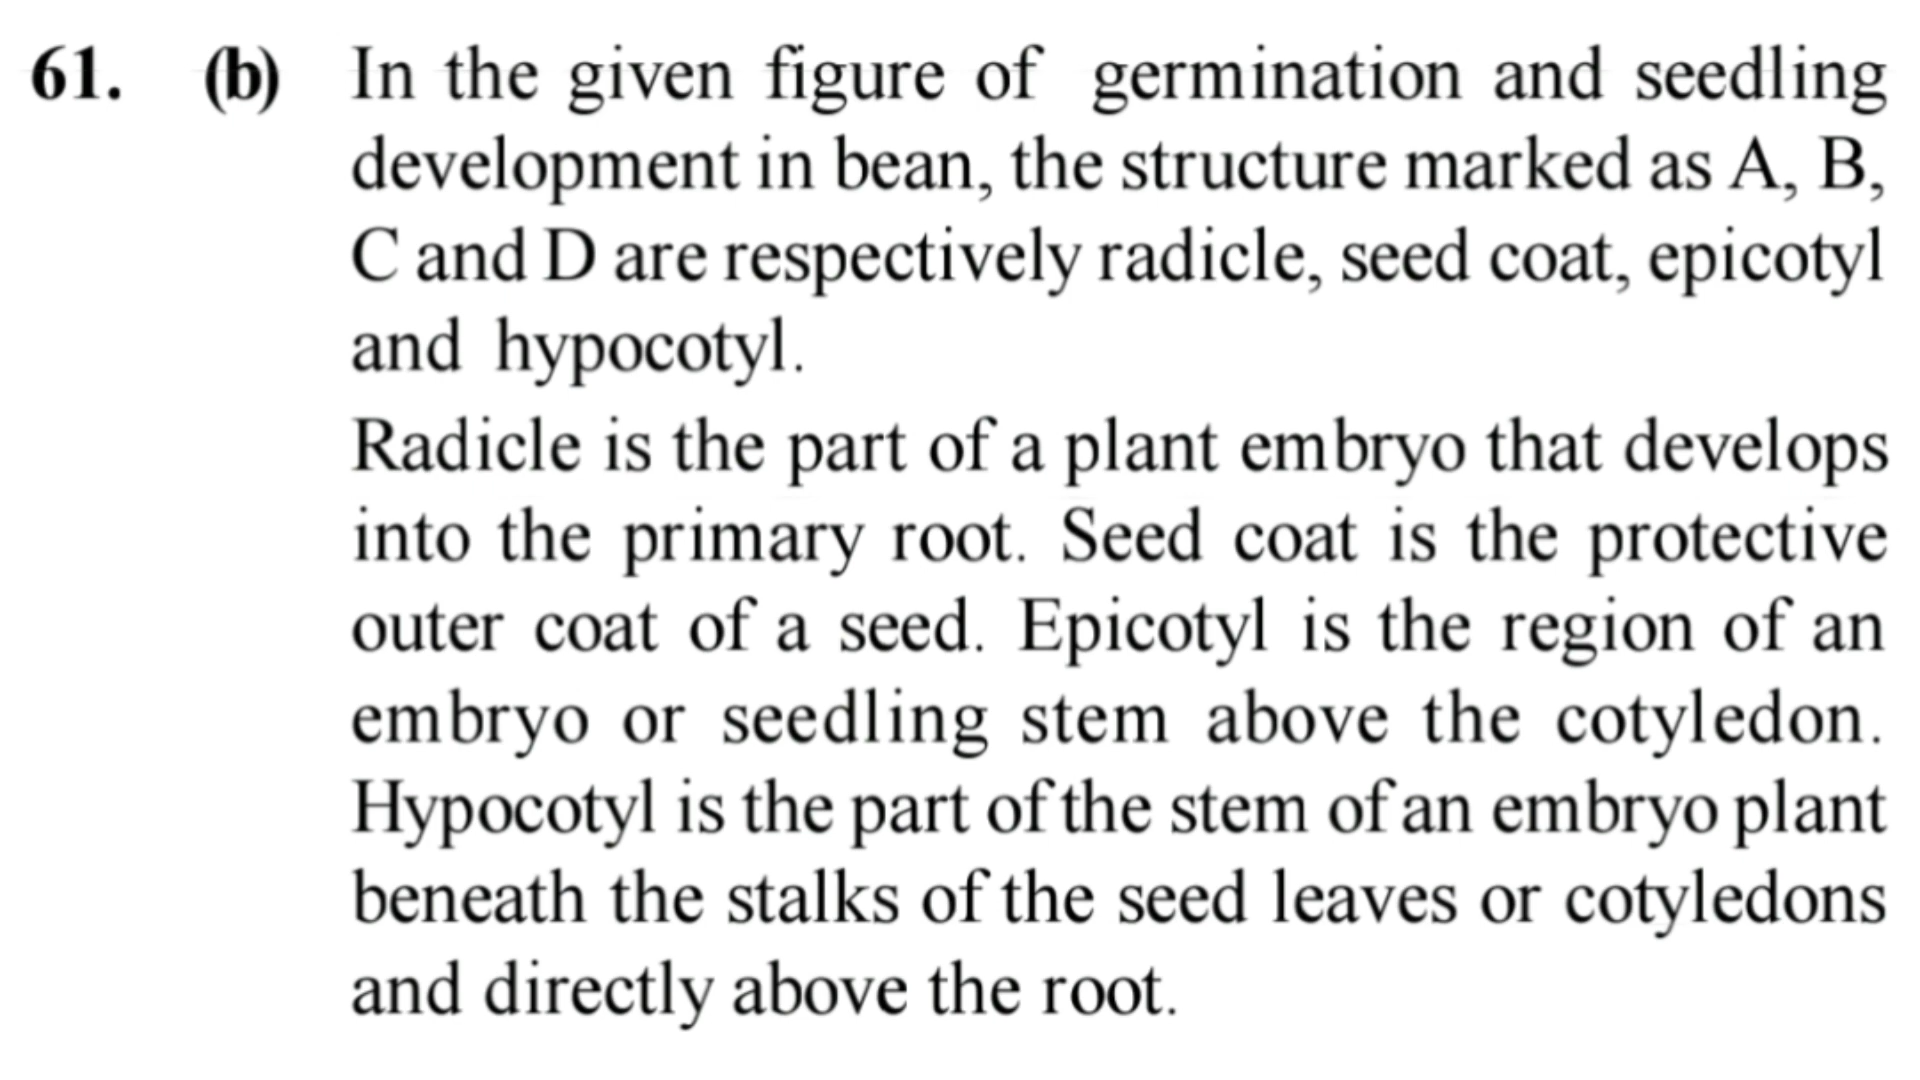 61. (b) In the given figure of germination and seedling
development in bean, the structure marked as A, B,
C and D are respectively radicle, seed coat, epicotyl
and hypocotyl.
Radicle is the part of a plant embryo that develops
into the primary root. Seed coat is the protective
outer coat of a seed. Epicotyl is the region of an
embryo or seedling stem above the cotyledon.
Hypocotyl is the part of the stem of an embryo plant
beneath the stalks of the seed leaves or cotyledons
and directly above the root.